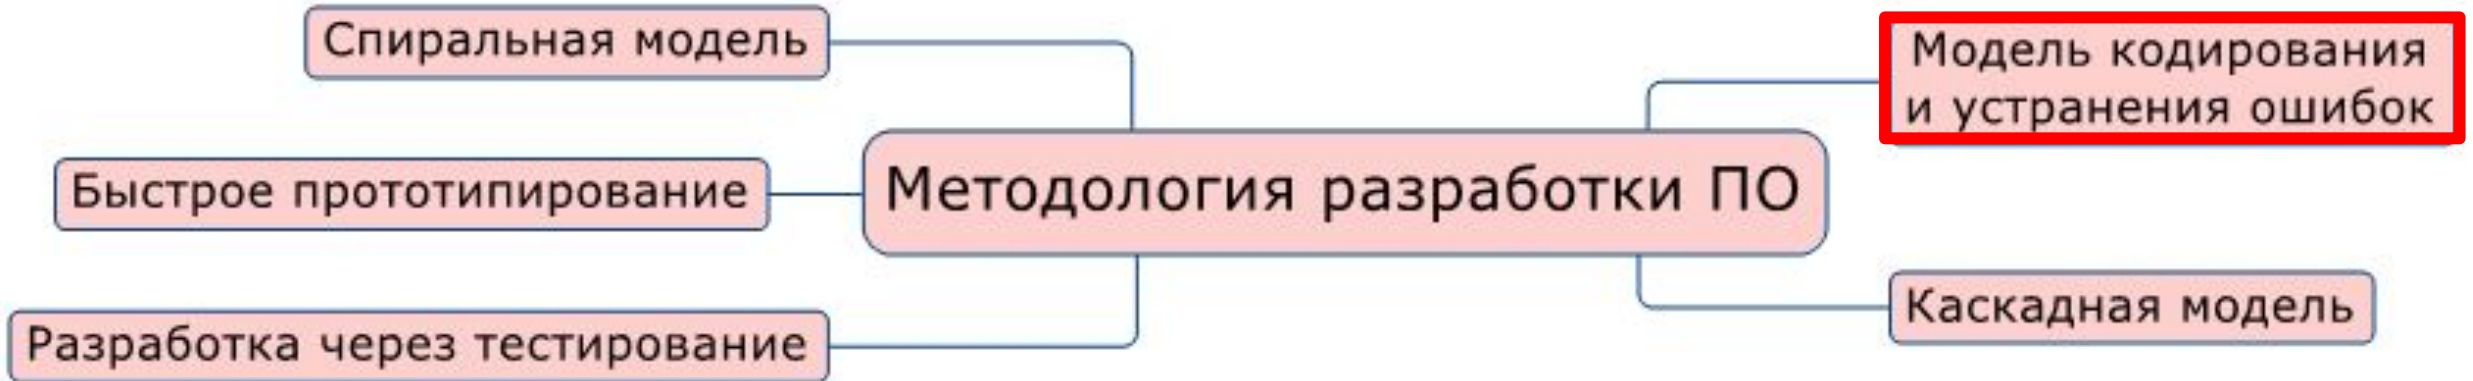 Спиральная модель
Модель кодирования
и устранения ошибок
Быстрое прототипирование
Методология разработки ПО
Разработка через тестирование
Каскадная модель